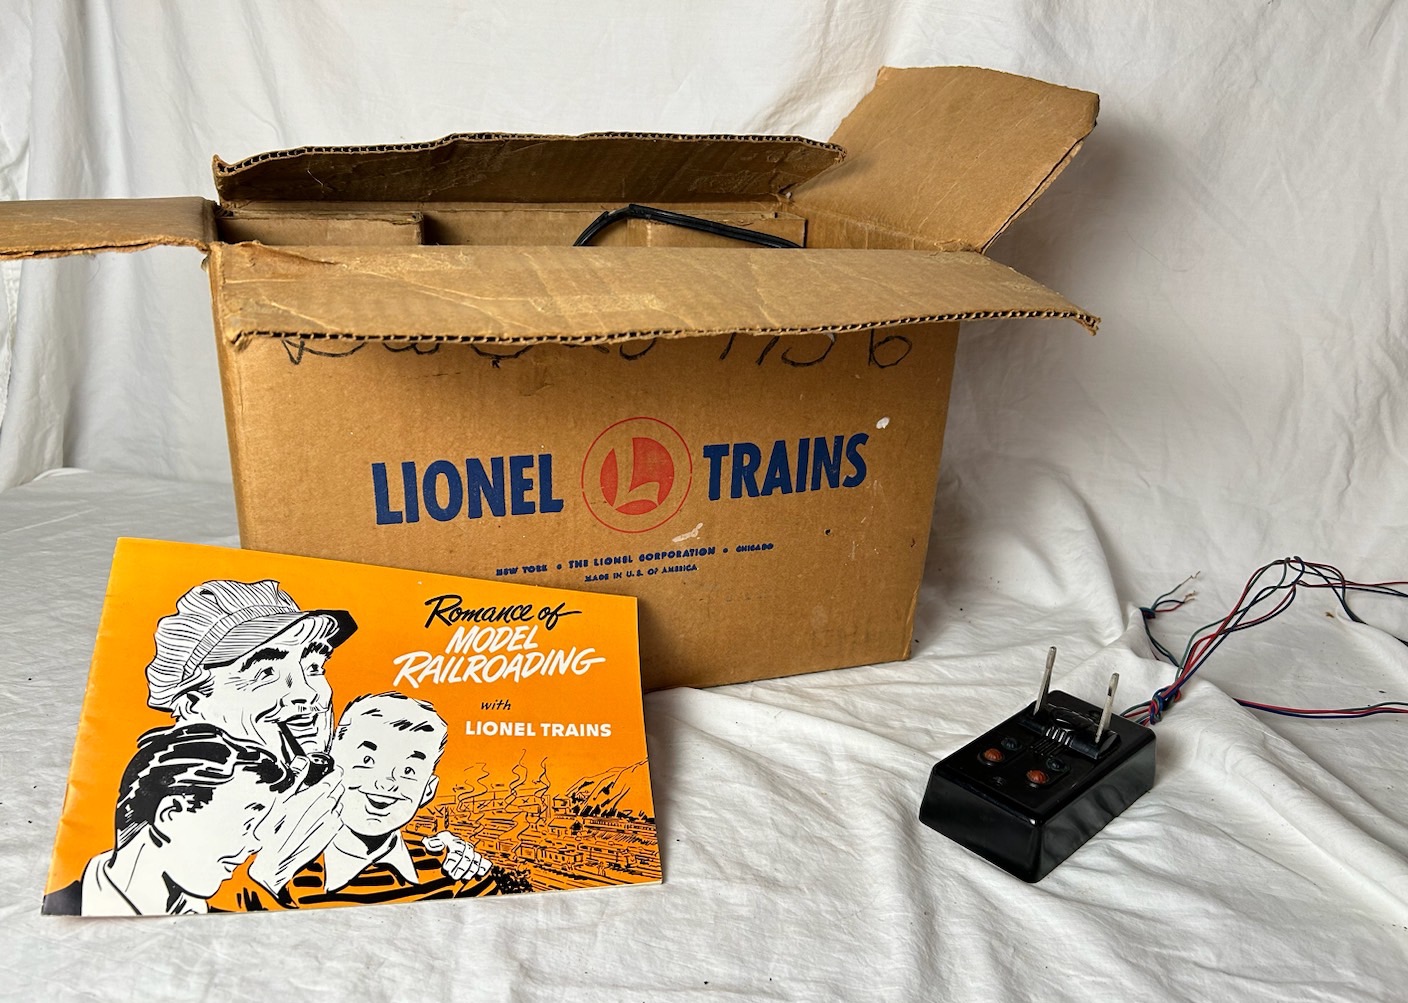 LIONEL L TRAINS
NEW YORK • THE LIONEL CORPORATION • CHICAGO
MADE IN U. S. OF AMERICA
Romance of
MODEL
RAILROADING
with
LIONEL TRAINS